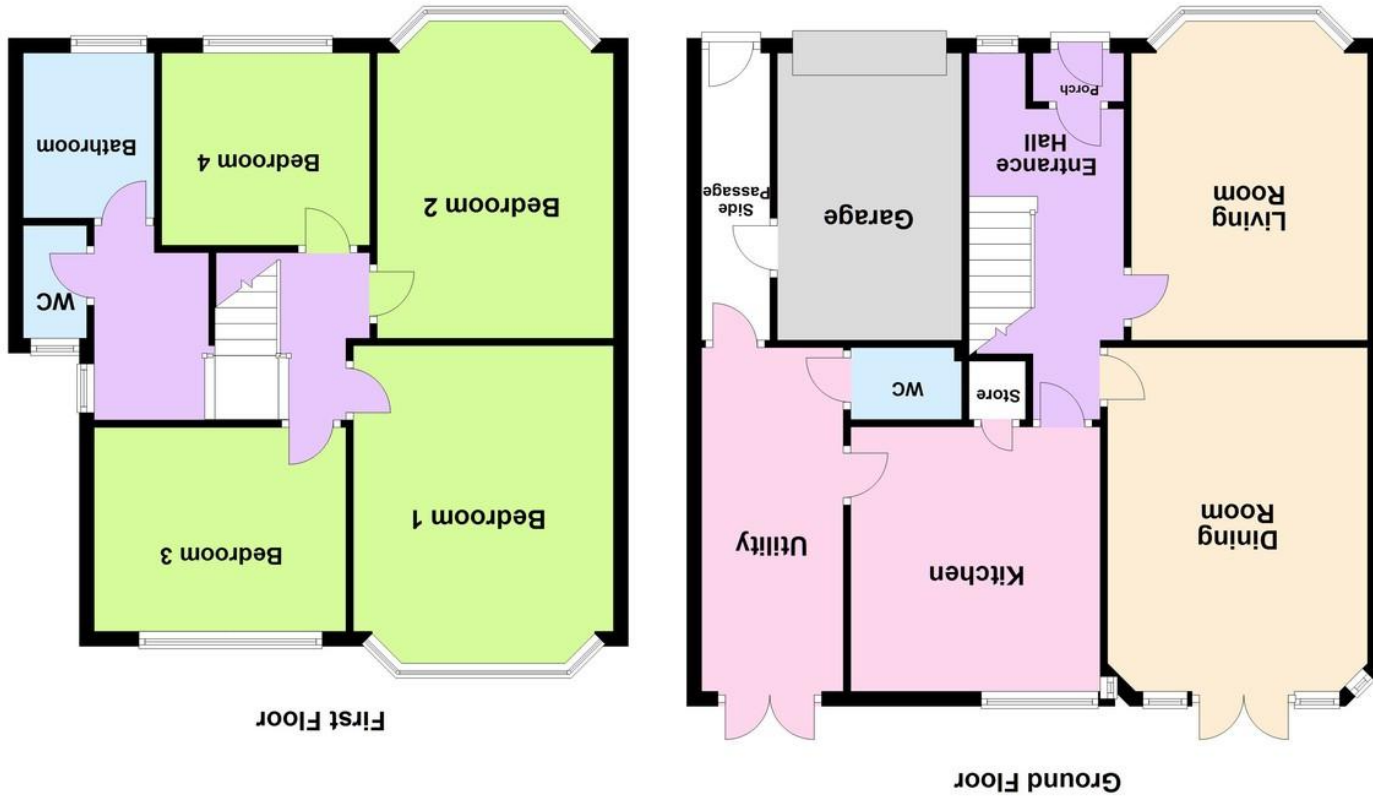 Ground Floor
Dining
Room
Kitchen
Utility
Store
WC
Living
Room
Garage
Side
Passage
Entrance
Hall
Porch
First Floor
Bedroom 3
Bedroom 1
WC
Bedroom 2
Bedroom 4
Bathroom